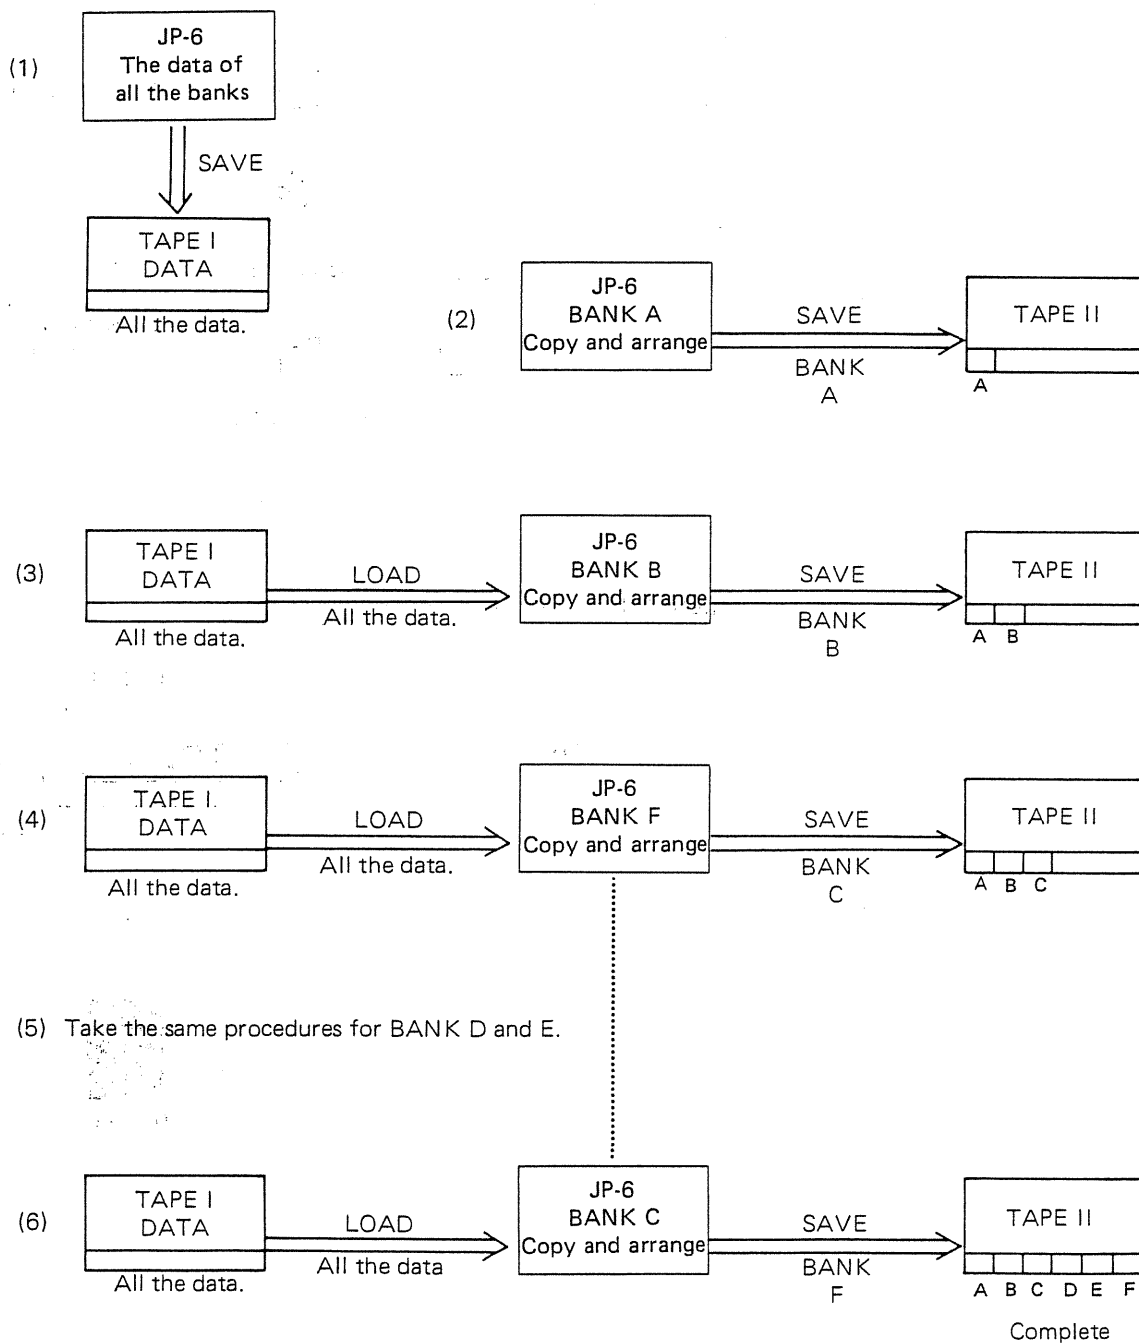 (1)
JP-6
The data of
all the banks
SAVE
TAPE I
DATA
All the data.
(2)
JP-6
BANK A
Copy and arrange
SAVE
BANK
A
TAPE II
A
(3)
TAPE I
DATA
All the data.
LOAD
All the data.
JP-6
BANK B
Copy and arrange
SAVE
BANK
B
TAPE II
A B
(4)
TAPE I
DATA
All the data.
LOAD
All the data.
JP-6
BANK F
Copy and arrange
SAVE
BANK
C
TAPE II
A B C
(5) Take the same procedures for BANK D and E.
(6)
TAPE I
DATA
All the data.
LOAD
All the data
JP-6
BANK C
Copy and arrange
SAVE
BANK
F
TAPE II
A B C D E F
Complete